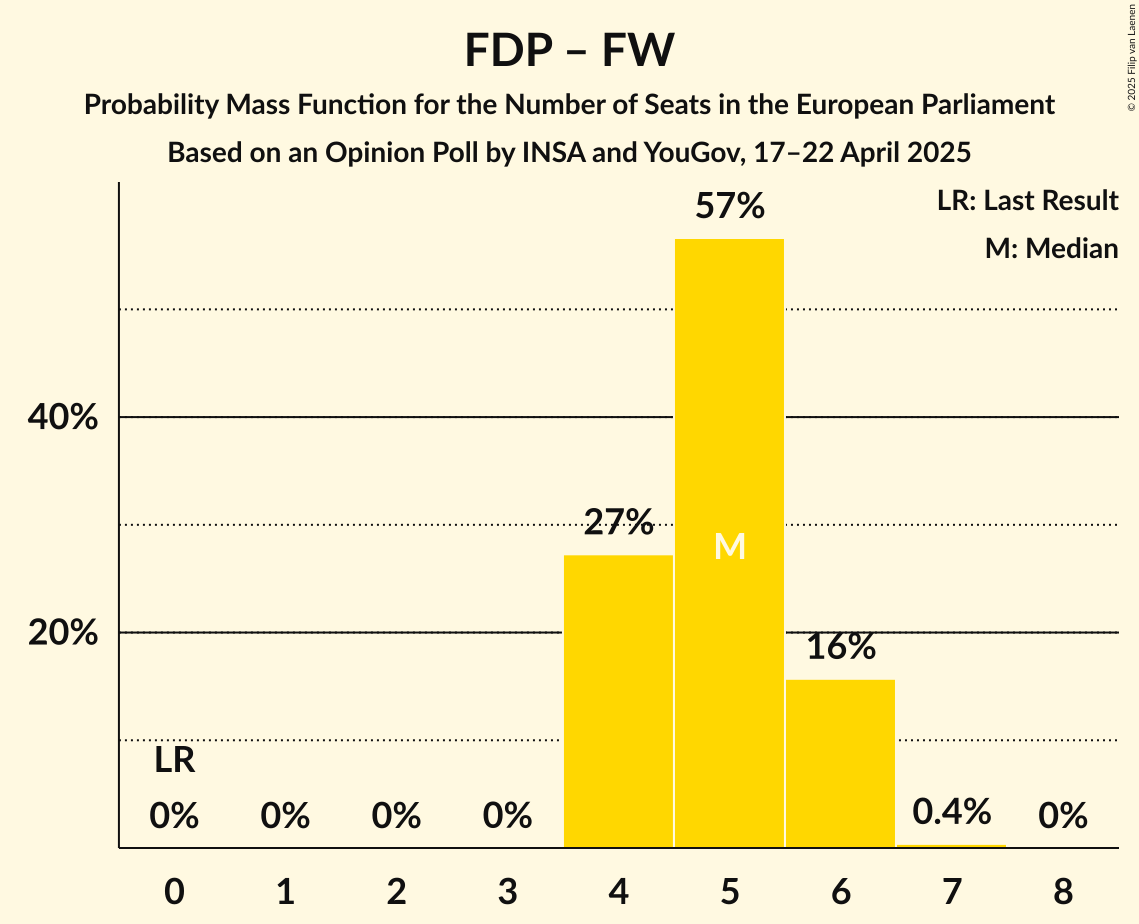 FDP – FW
Probability Mass Function for the Number of Seats in the European Parliament
Based on an Opinion Poll by INSA and YouGov, 17–22 April 2025
© 2025 Filip van Laenen
LR: Last Result
M: Median
57%
40%
27%
M
20%
16%
LR
0%
0%
0%
0%
0.4%
0%
0 1 2 3 4 5 6 7 8